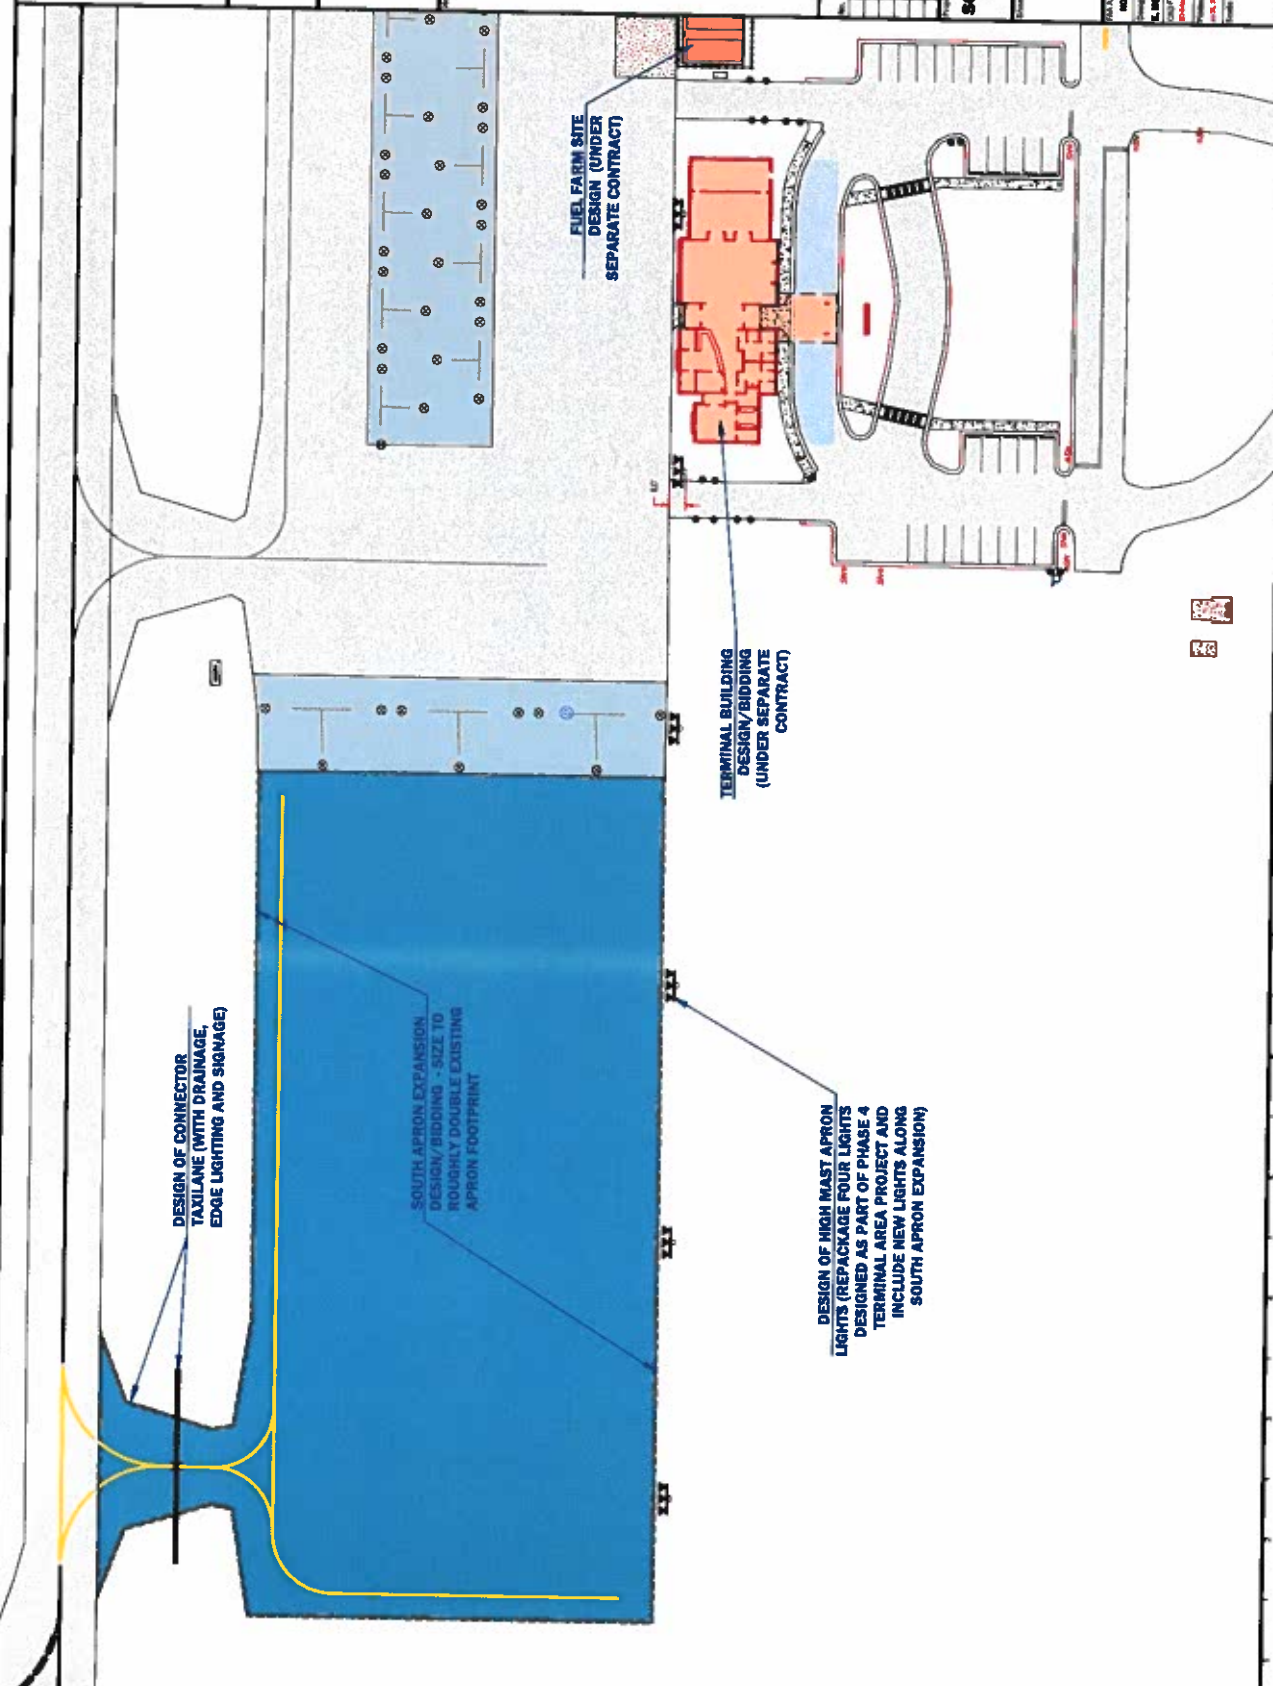 FUEL FARM SITE
DESIGN (UNDER
SEPARATE CONTRACT)
TERMINAL BUILDING
DESIGN/BIDDING
(UNDER SEPARATE
CONTRACT)
DESIGN OF CONNECTOR
TAXILANE (WITH DRAINAGE,
EDGE LIGHTING AND SIGNAGE)
SOUTH APRON EXPANSION
DESIGN/BIDDING - SIZE TO
ROUGHLY DOUBLE EXISTING
APRON FOOTPRINT
DESIGN OF HIGH MAST APRON
LIGHTS (REPACKAGE FOUR LIGHTS
DESIGNED AS PART OF PHASE 4
TERMINAL AREA PROJECT AND
INCLUDE NEW LIGHTS ALONG
SOUTH APRON EXPANSION)